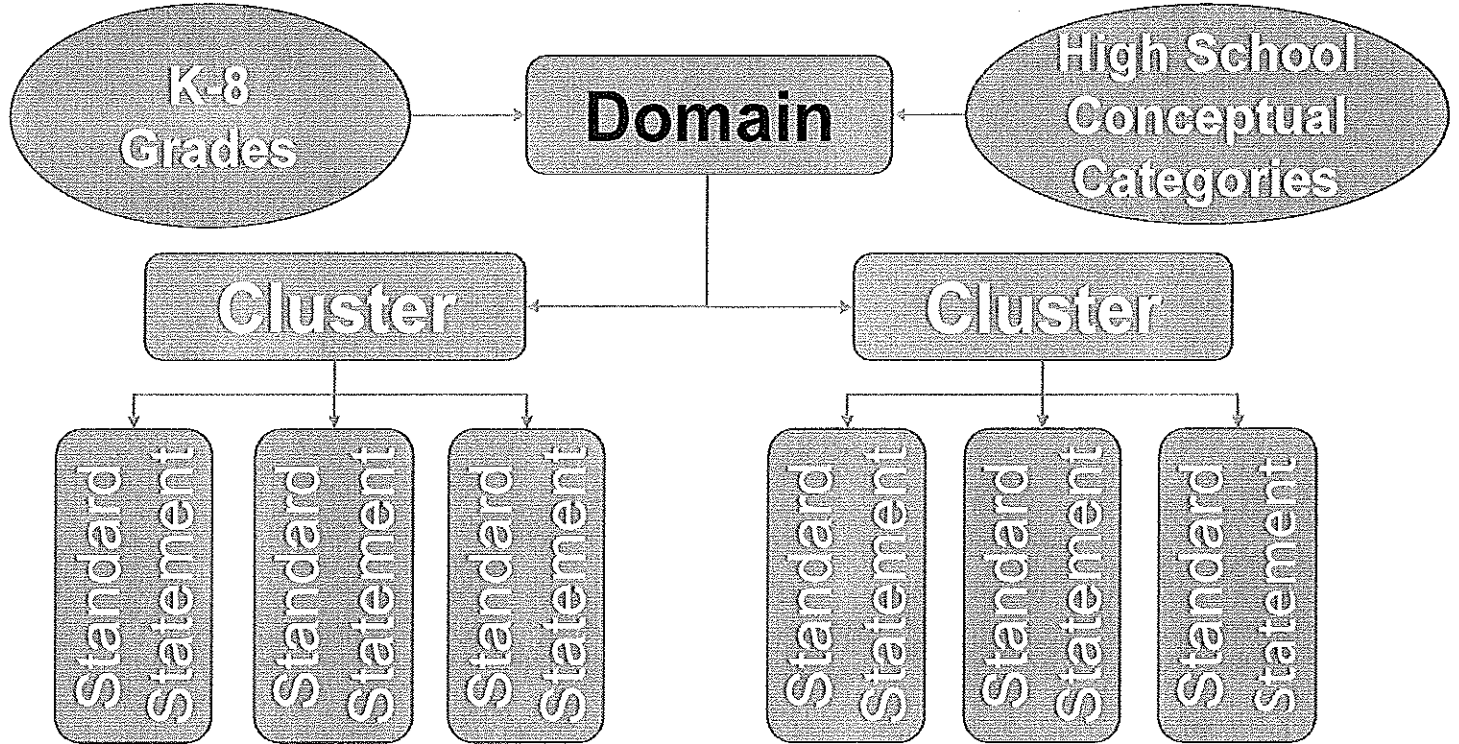 K-8
Grades
Domain
High School
Conceptual
Categories
Cluster
Cluster
Standard
Statement
Standard
Statement
Standard
Statement
Standard
Statement
Standard
Statement
Standard
Statement